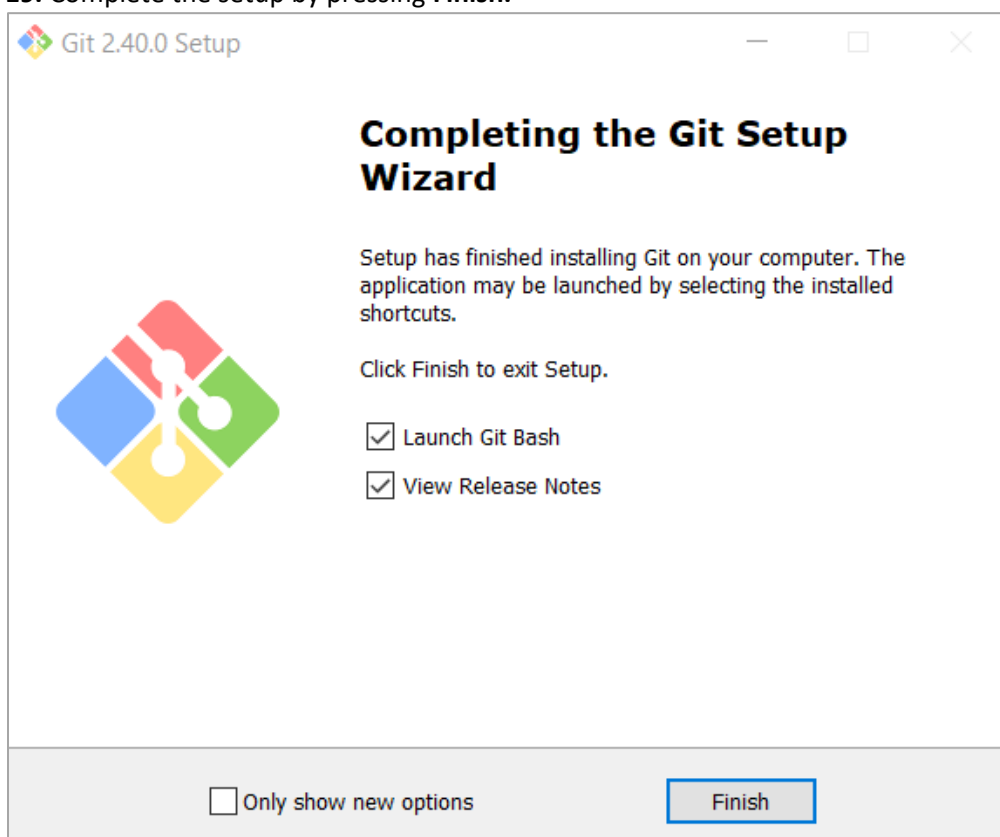 Complete the setup by pressing Finish.
Git 2.40.0 Setup
Completing the Git Setup
Wizard
Setup has finished installing Git on your computer. The
application may be launched by selecting the installed
shortcuts.
Click Finish to exit Setup.
Launch Git Bash
View Release Notes
Only show new options
Finish